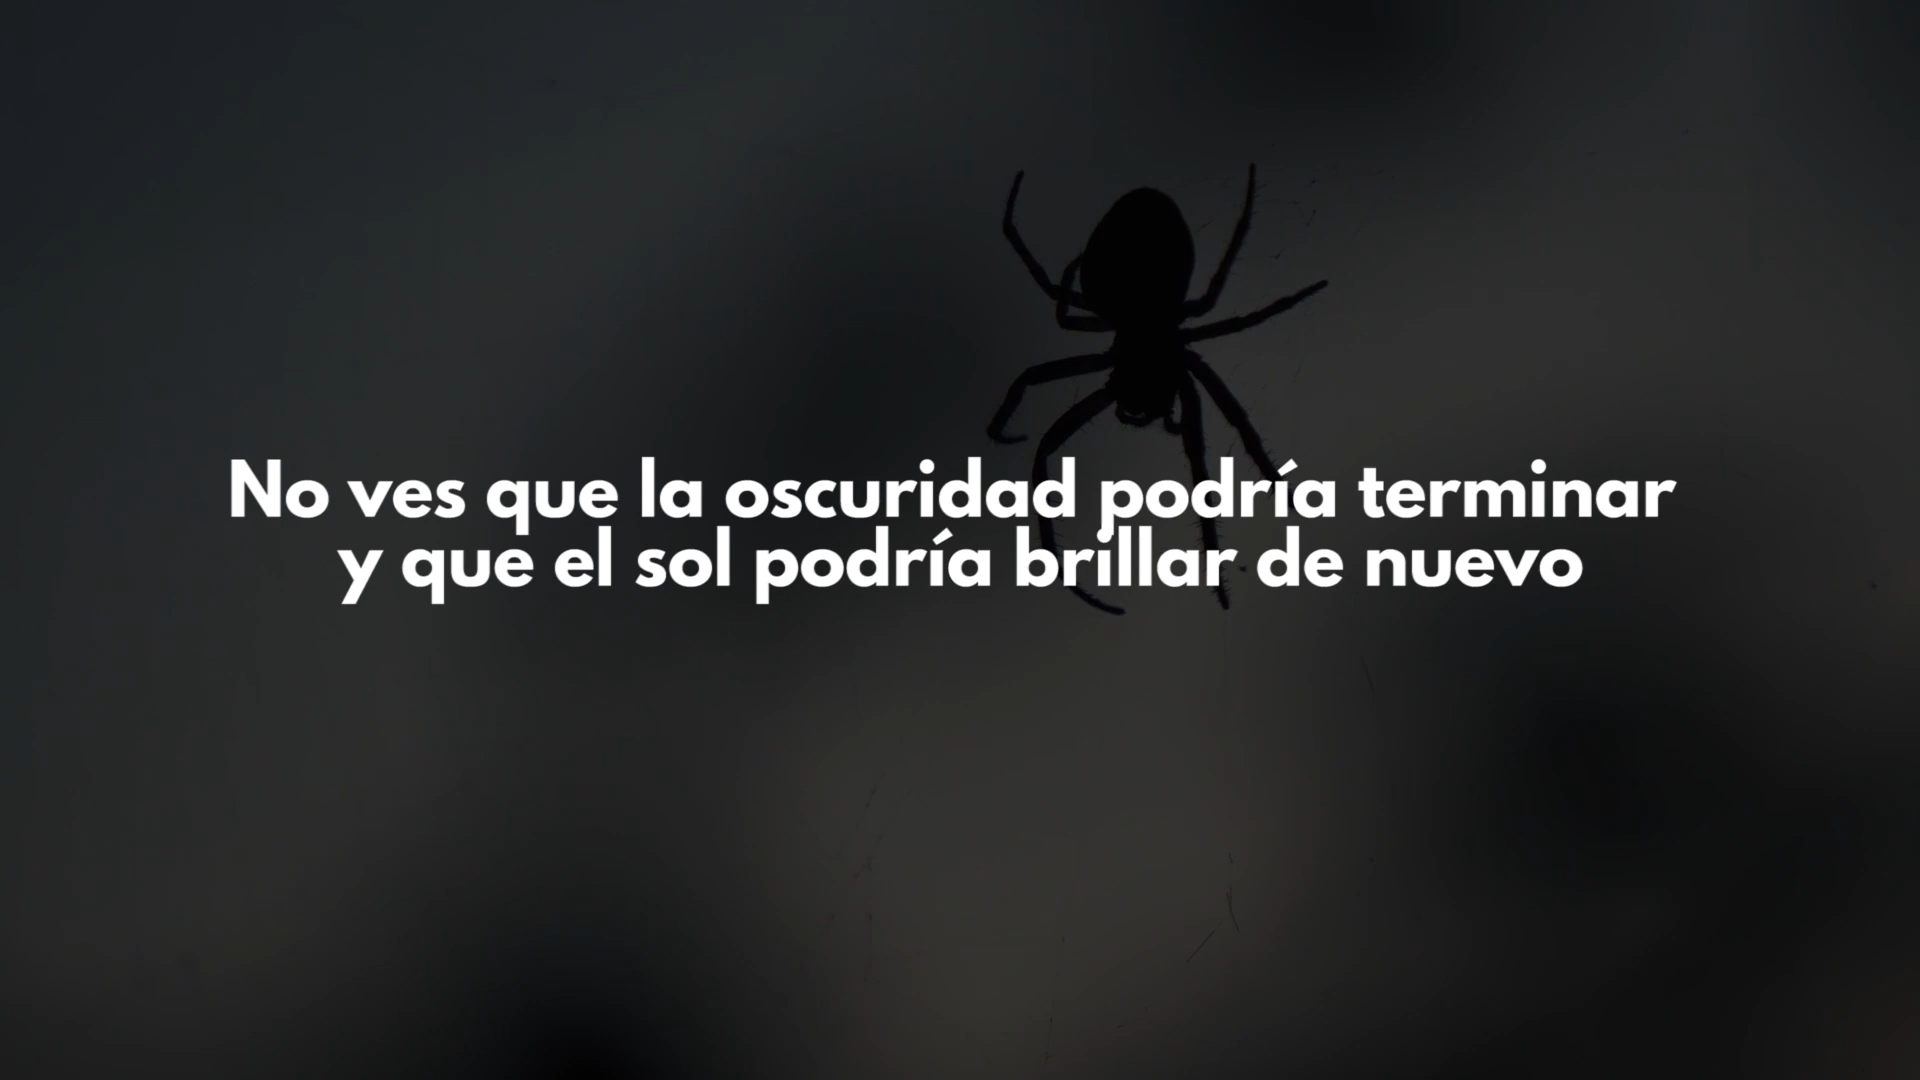 No ves que la oscuridad podría terminar
y que el sol podría brillar de nuevo